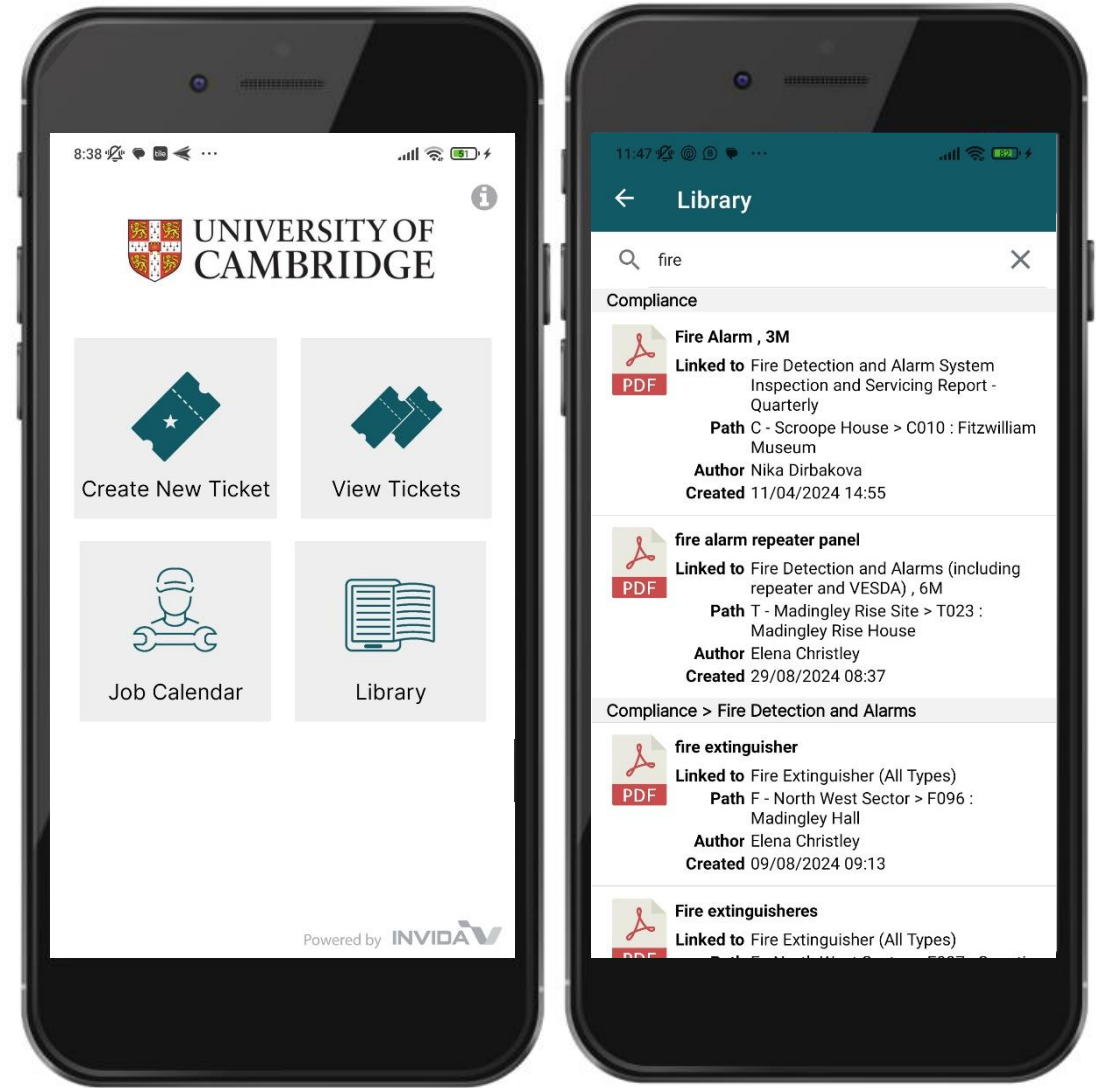 8:38
tile
51
UNIVERSITY OF
CAMBRIDGE
Create New Ticket
View Tickets
Job Calendar
Library
Powered by INVIDA
11:47
82
Library
fire
Compliance
PDF
Fire Alarm , 3M
Linked to Fire Detection and Alarm System
Inspection and Servicing Report -
Quarterly
Path C - Scroope House > C010 : Fitzwilliam
Museum
Author Nika Dirbakova
Created 11/04/2024 14:55
PDF
fire alarm repeater panel
Linked to Fire Detection and Alarms (including
repeater and VESDA) , 6M
Path T - Madingley Rise Site > T023 :
Madingley Rise House
Author Elena Christley
Created 29/08/2024 08:37
Compliance > Fire Detection and Alarms
PDF
fire extinguisher
Linked to Fire Extinguisher (All Types)
Path F - North West Sector > F096 :
Madingley Hall
Author Elena Christley
Created 09/08/2024 09:13
Fire extinguisheres
Linked to Fire Extinguisher (All Types)